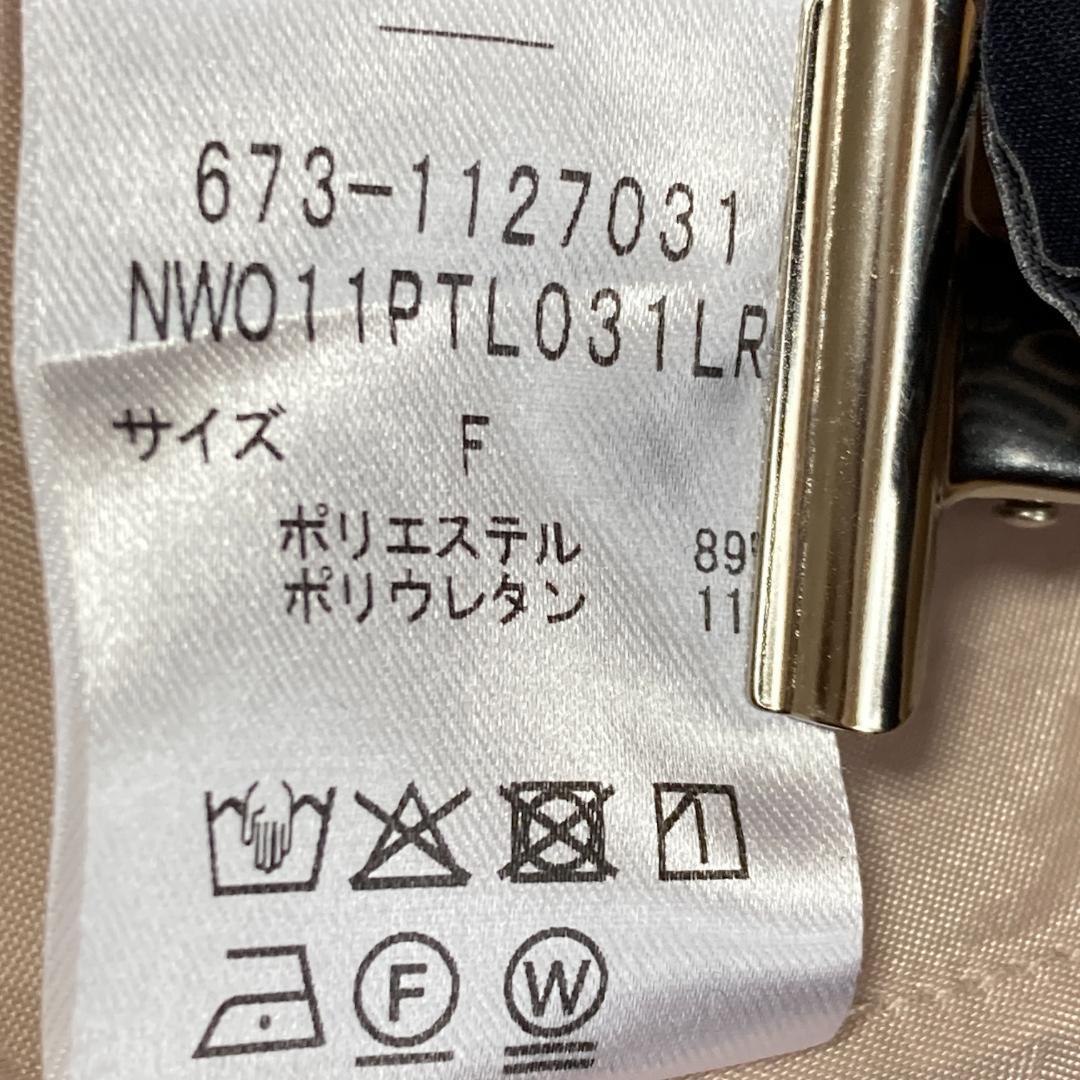 673-1127031
NW011PTL031LR
サイズ F
ポリエステル 89
ポリウレタン 11
F W